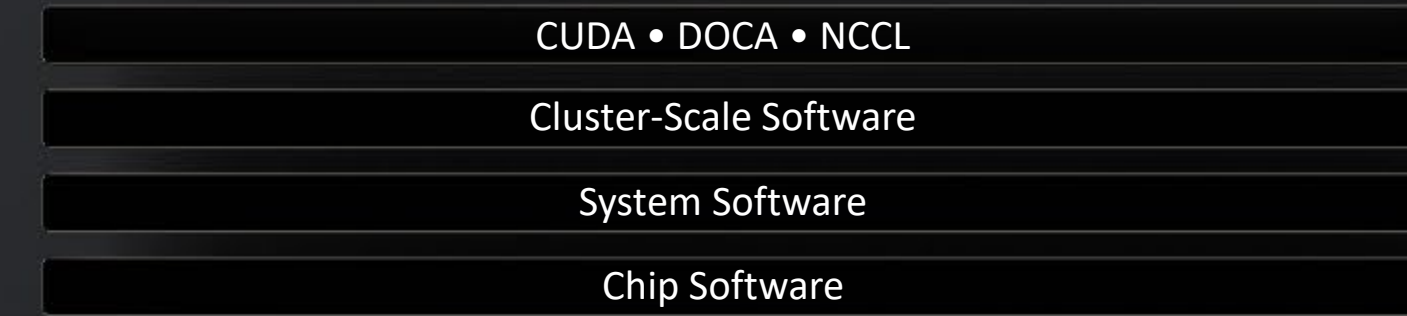 CUDA • DOCA • NCCL
Cluster-Scale Software
System Software
Chip Software